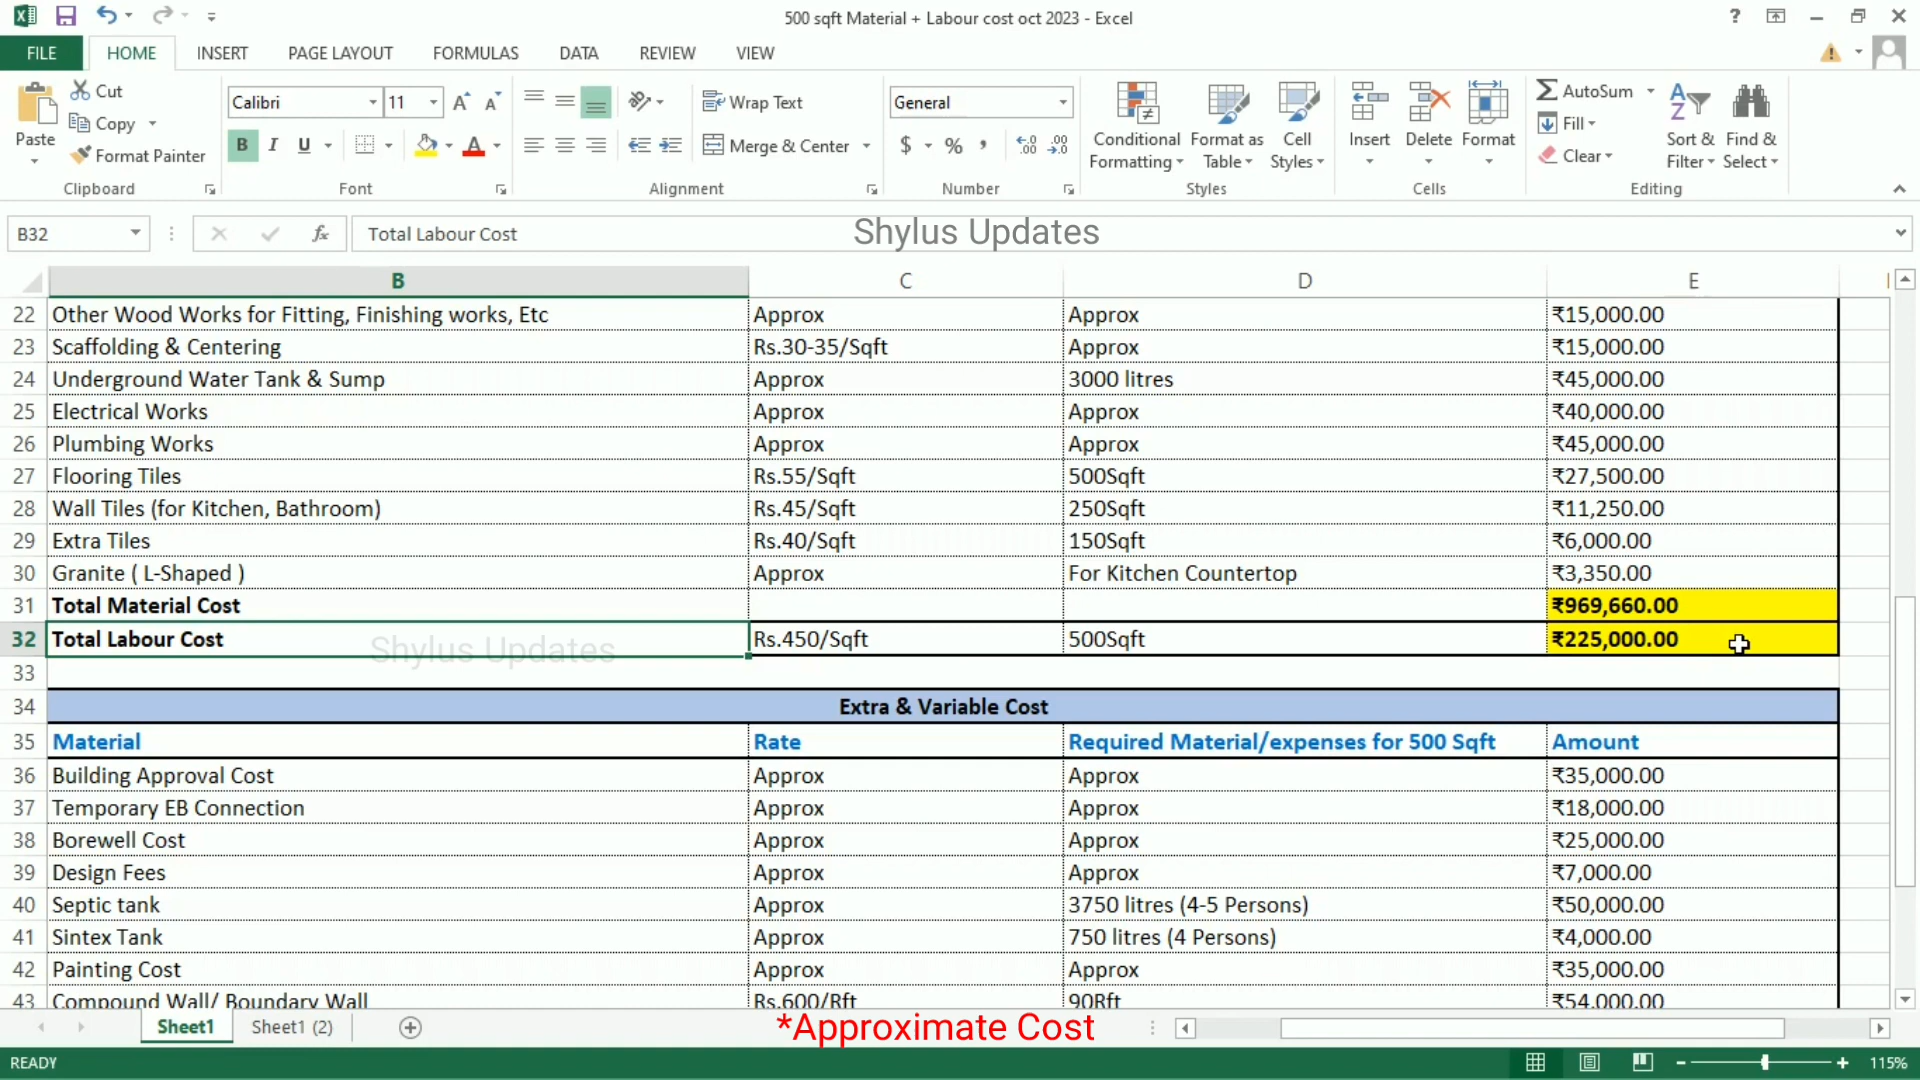 500 sqft Material + Labour cost oct 2023 - Excel
FILE HOME INSERT PAGE LAYOUT FORMULAS DATA REVIEW VIEW
Paste Cut Copy Format Painter Clipboard
Calibri 11 B I U A Font
Wrap Text Merge & Center Alignment
General $ % , Number
Conditional Formatting Format as Table Cell Styles Styles
Insert Delete Format Cells
AutoSum Fill Clear Sort & Filter Find & Select Editing
B32 fx Total Labour Cost
Shylus Updates
B C D E
22 Other Wood Works for Fitting, Finishing works, Etc Approx Approx ₹15,000.00
23 Scaffolding & Centering Rs.30-35/Sqft Approx ₹15,000.00
24 Underground Water Tank & Sump Approx 3000 litres ₹45,000.00
25 Electrical Works Approx Approx ₹40,000.00
26 Plumbing Works Approx Approx ₹45,000.00
27 Flooring Tiles Rs.55/Sqft 500Sqft ₹27,500.00
28 Wall Tiles (for Kitchen, Bathroom) Rs.45/Sqft 250Sqft ₹11,250.00
29 Extra Tiles Rs.40/Sqft 150Sqft ₹6,000.00
30 Granite ( L-Shaped ) Approx For Kitchen Countertop ₹3,350.00
31 Total Material Cost ₹969,660.00
32 Total Labour Cost Rs.450/Sqft 500Sqft ₹225,000.00
Shylus Updates
33
34 Extra & Variable Cost
35 Material Rate Required Material/expenses for 500 Sqft Amount
36 Building Approval Cost Approx Approx ₹35,000.00
37 Temporary EB Connection Approx Approx ₹18,000.00
38 Borewell Cost Approx Approx ₹25,000.00
39 Design Fees Approx Approx ₹7,000.00
40 Septic tank Approx 3750 litres (4-5 Persons) ₹50,000.00
41 Sintex Tank Approx 750 litres (4 Persons) ₹4,000.00
42 Painting Cost Approx Approx ₹35,000.00
43 Compound Wall/ Boundary Wall Rs.600/Rft 90Rft ₹54,000.00
Sheet1 Sheet1 (2)
*Approximate Cost
READY 115%